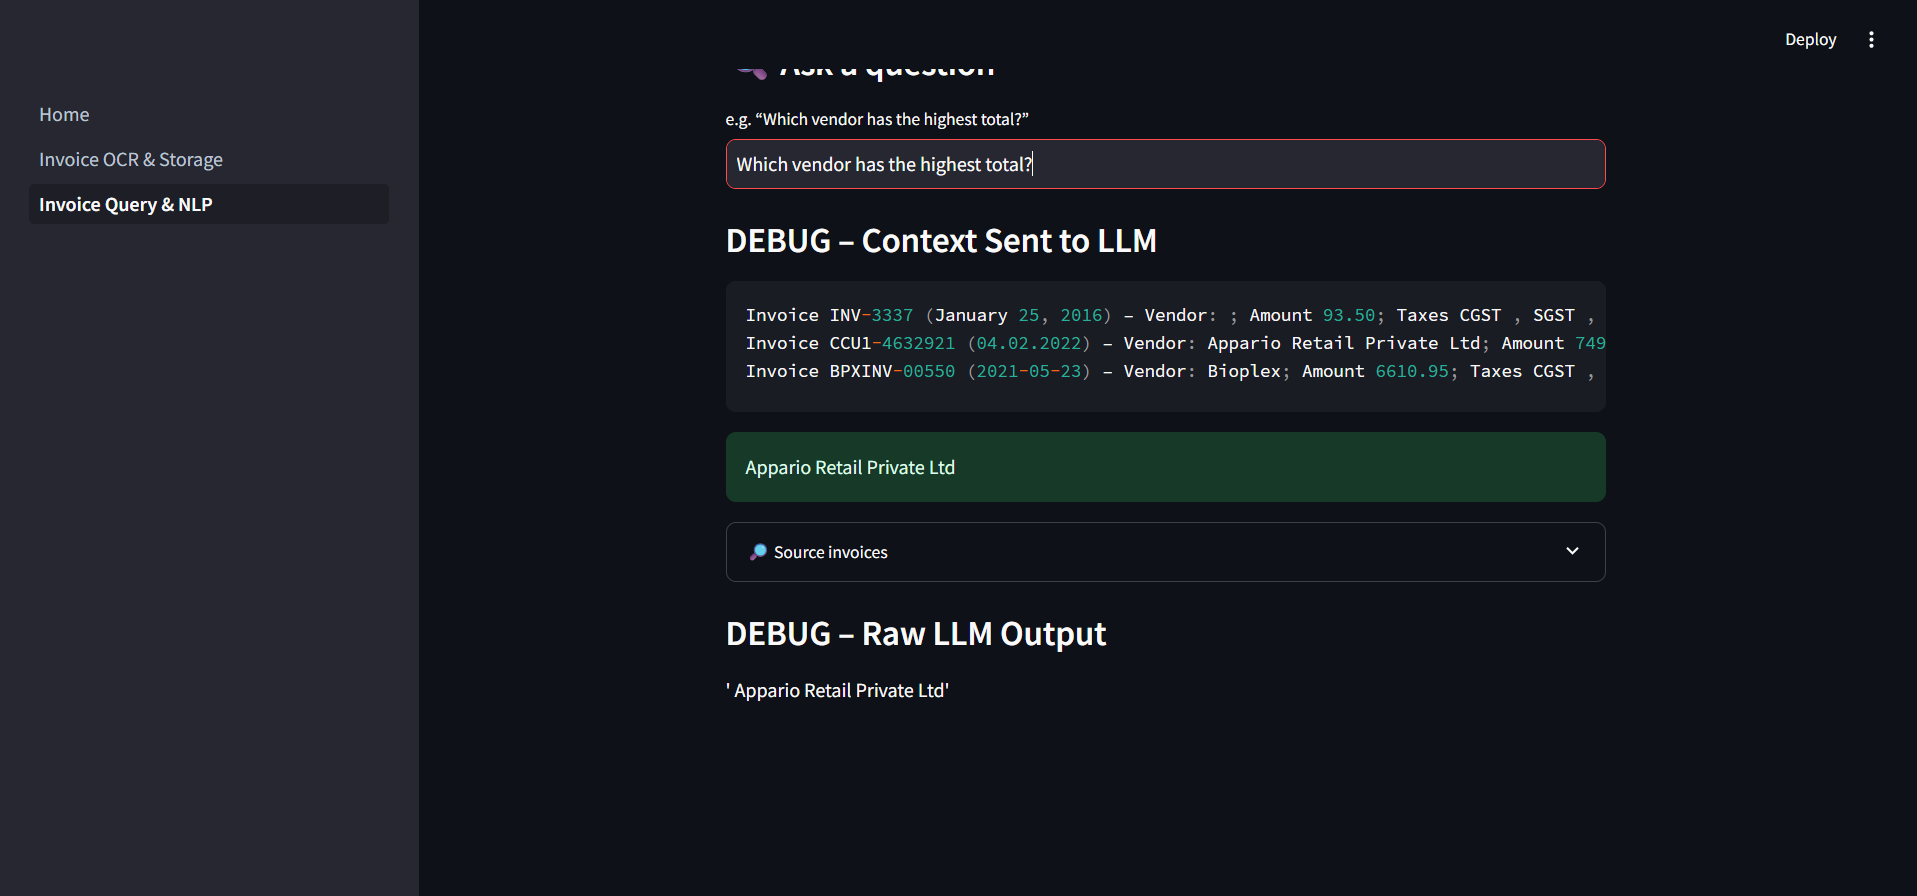 Deploy
Home
Invoice OCR & Storage
Invoice Query & NLP
Ask a question
e.g. “Which vendor has the highest total?”
Which vendor has the highest total?
DEBUG – Context Sent to LLM
Invoice INV-3337 (January 25, 2016) – Vendor: ; Amount 93.50; Taxes CGST , SGST ,
Invoice CCU1-4632921 (04.02.2022) – Vendor: Appario Retail Private Ltd; Amount 749
Invoice BPXINV-00550 (2021-05-23) – Vendor: Bioplex; Amount 6610.95; Taxes CGST ,
Appario Retail Private Ltd
Source invoices
DEBUG – Raw LLM Output
' Appario Retail Private Ltd'